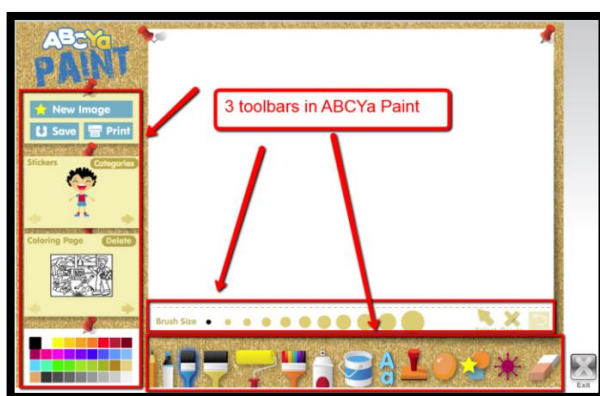 ABCYa
PAINT
New Image
Save Print
3 toolbars in ABCYa Paint
Stickers Categories
Coloring Page Delete
Brush Size
Aa
Exit